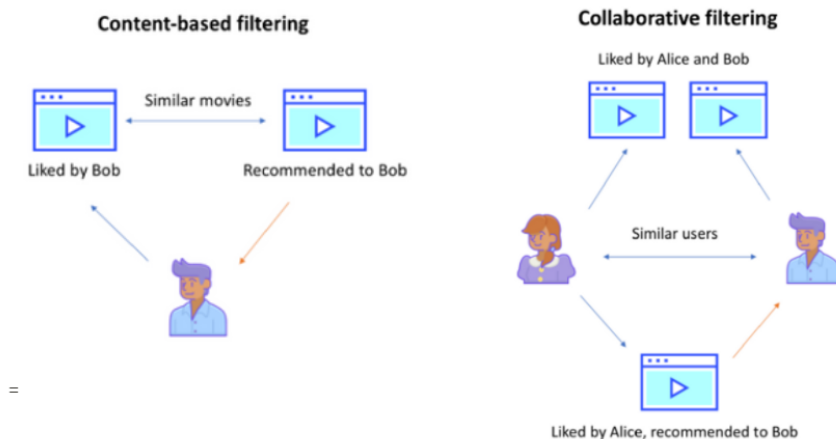 Content-based filtering
Similar movies
Liked by Bob
Recommended to Bob
=
Collaborative filtering
Liked by Alice and Bob
Similar users
Liked by Alice, recommended to Bob